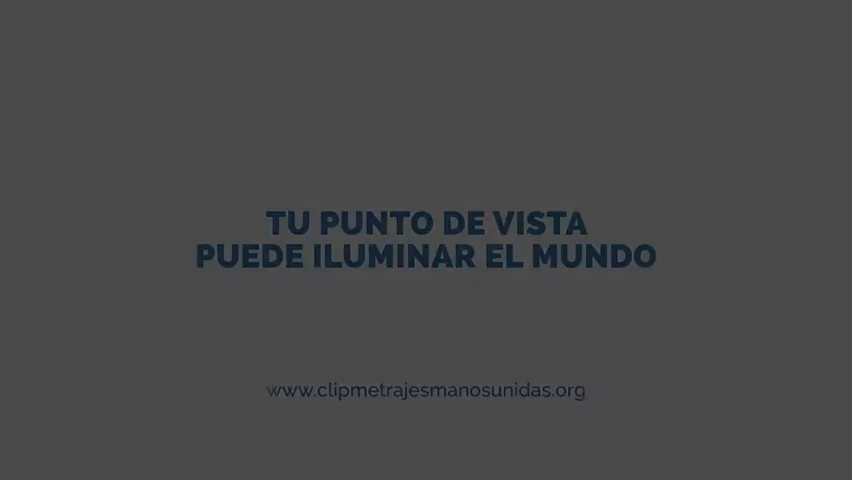 TU PUNTO DE VISTA
PUEDE ILUMINAR EL MUNDO
www.clipmetrajesmanosunidas.org